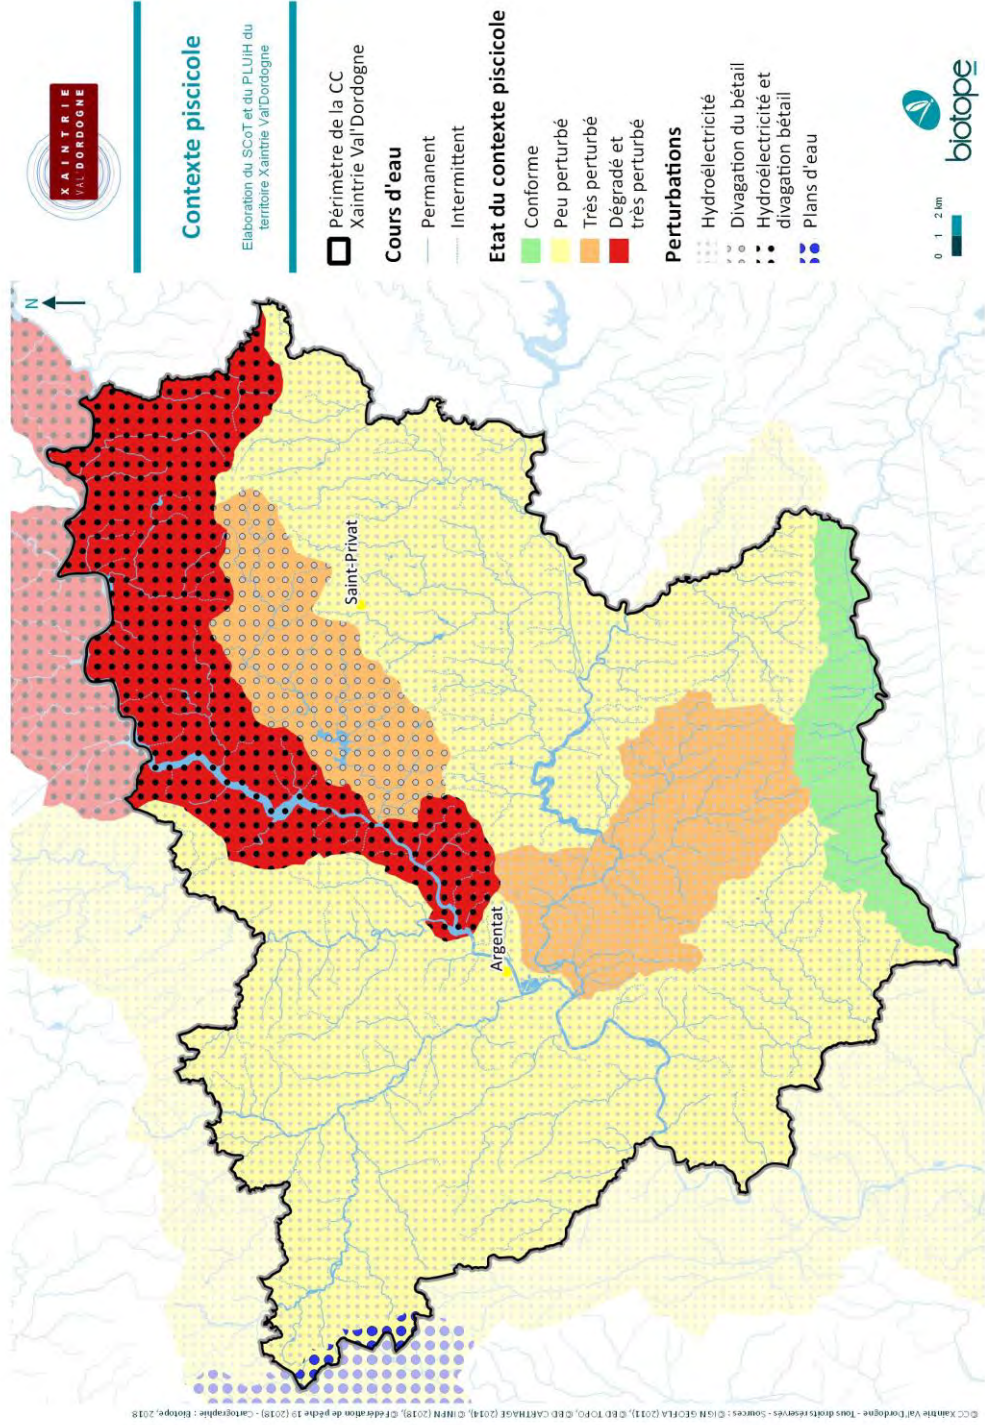 XAINTRIE
VAL'DORDOGNE
Contexte piscicole
Elaboration du SCoT et du PLUiH du
territoire Xaintrie Val'Dordogne
Périmètre de la CC
Xaintrie Val'Dordogne
Cours d'eau
Permanent
Intermittent
Etat du contexte piscicole
Conforme
Peu perturbé
Très perturbé
Dégradé et
très perturbé
Perturbations
Hydroélectricité
Divagation du bétail
Hydroélectricité et
divagation bétail
Plans d'eau
0 1 2 km
biotope
N
Saint-Privat
Argentat
© CC Xaintrie Val'Dordogne - Tous droits réservés - Sources : © IGN GEOFLA (2011), © BD TOPO, © BD CARTHAGE (2014), © INPN (2018), © Fédération de pêche 19 (2018) - Cartographie : Biotope, 2018